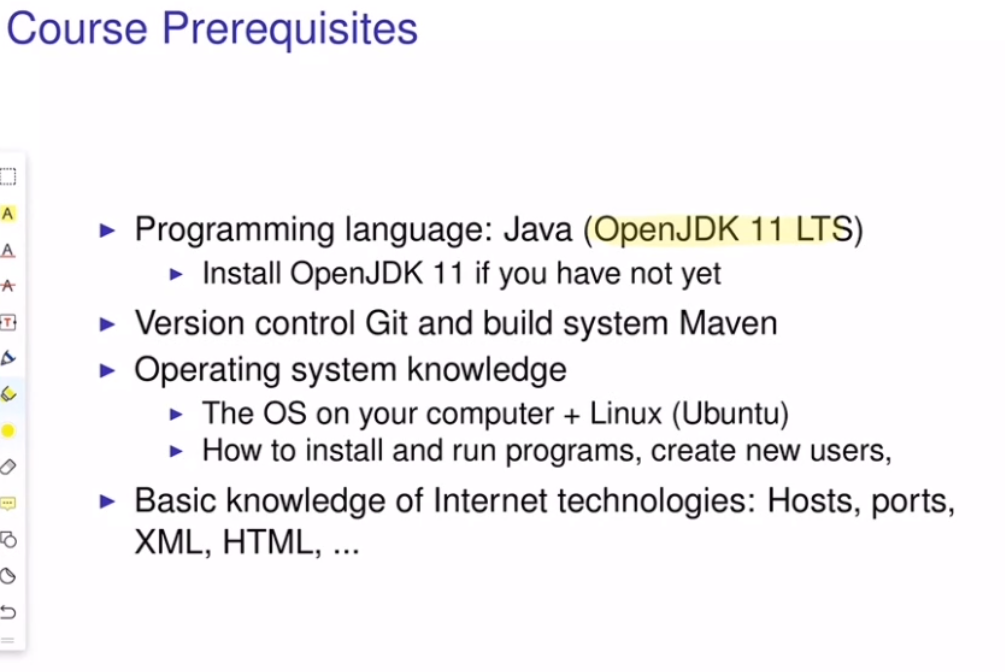 Course Prerequisites
► Programming language: Java (OpenJDK 11 LTS)
► Install OpenJDK 11 if you have not yet
► Version control Git and build system Maven
► Operating system knowledge
► The OS on your computer + Linux (Ubuntu)
► How to install and run programs, create new users,
► Basic knowledge of Internet technologies: Hosts, ports,
XML, HTML, ...
A
A
A
T